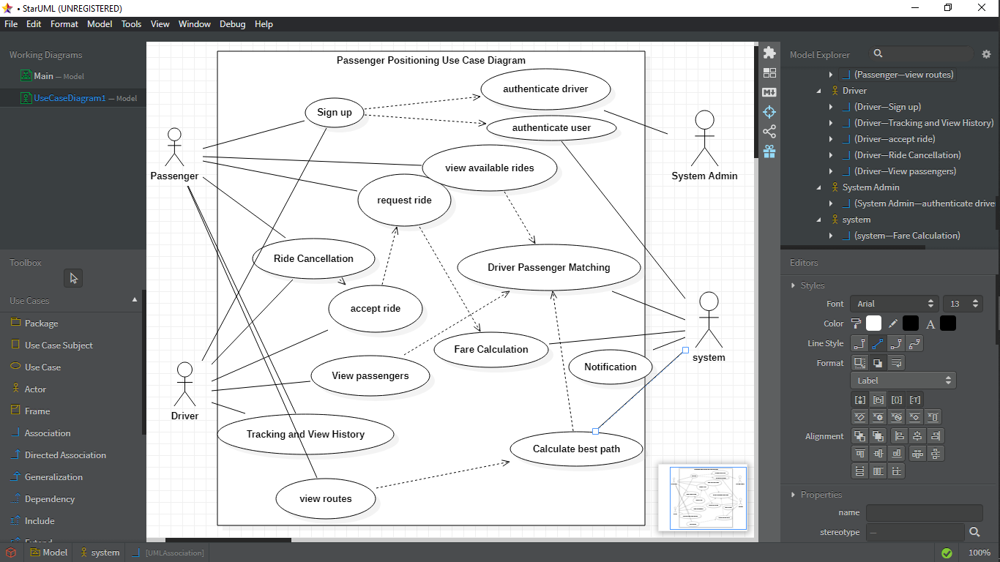 • StarUML (UNREGISTERED)
File Edit Format Model Tools View Window Debug Help
Working Diagrams
Main — Model
UseCaseDiagram1 — Model
Toolbox
Use Cases
Package
Use Case Subject
Use Case
Actor
Frame
Association
Directed Association
Generalization
Dependency
Include
Extend
Passenger Positioning Use Case Diagram
authenticate driver
Sign up
authenticate user
Passenger
System Admin
view available rides
request ride
Ride Cancellation
Driver Passenger Matching
accept ride
Fare Calculation
system
Notification
View passengers
Driver
Tracking and View History
Calculate best path
view routes
Model Explorer
(Passenger—view routes)
Driver
(Driver—Sign up)
(Driver—Tracking and View History)
(Driver—accept ride)
(Driver—Ride Cancellation)
(Driver—View passengers)
System Admin
(System Admin—authenticate drive
system
(system—Fare Calculation)
Editors
Styles
Font Arial 13
Color A
Line Style
Format
Label
Alignment
Properties
name
stereotype —
Model system [UMLAssociation] 100%